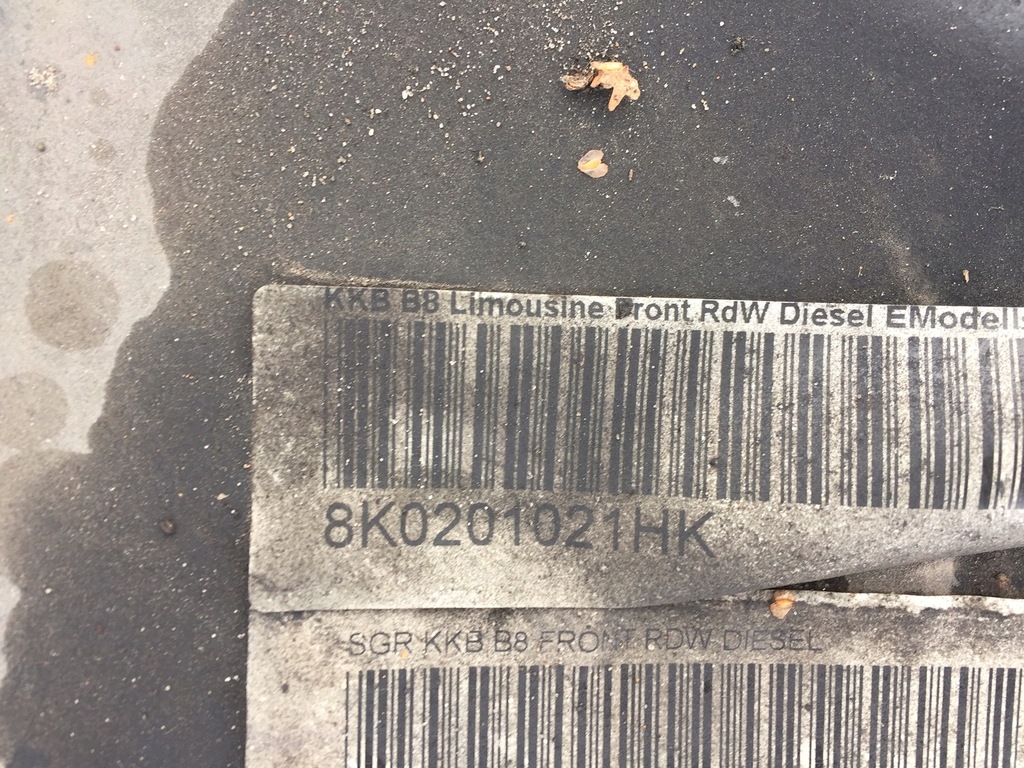 KKB B8 Limousine Front RdW Diesel EModell
8K0201021HK
SGR KKB B8 FRONT RDW DIESEL